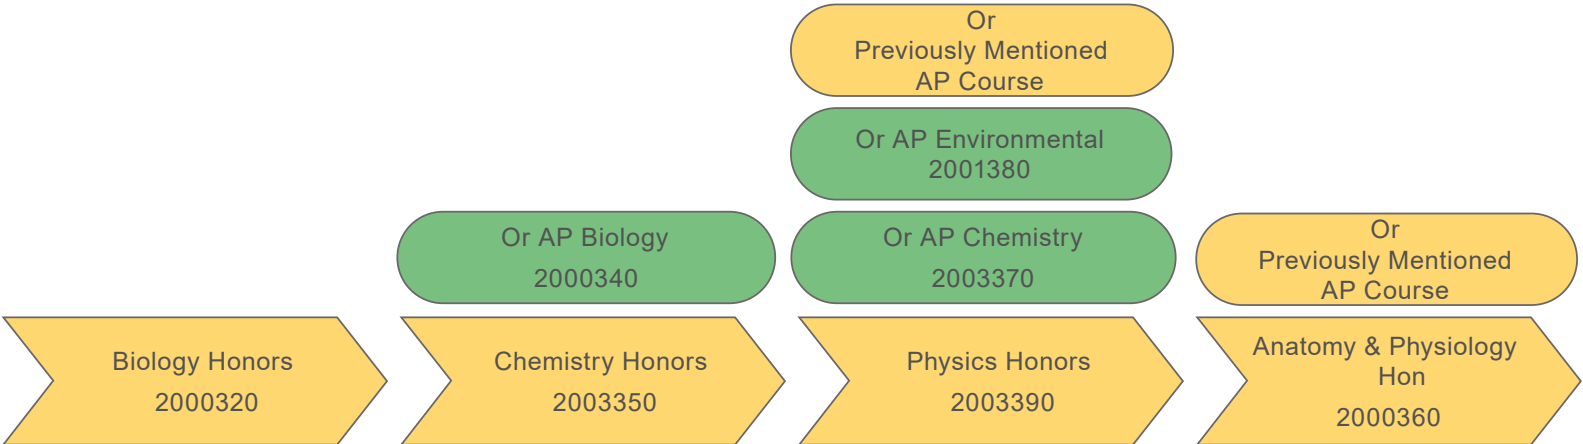 Or
Previously Mentioned
AP Course
Or AP Environmental
2001380
Or AP Biology
2000340
Or AP Chemistry
2003370
Or
Previously Mentioned
AP Course
Biology Honors
2000320
Chemistry Honors
2003350
Physics Honors
2003390
Anatomy & Physiology
Hon
2000360